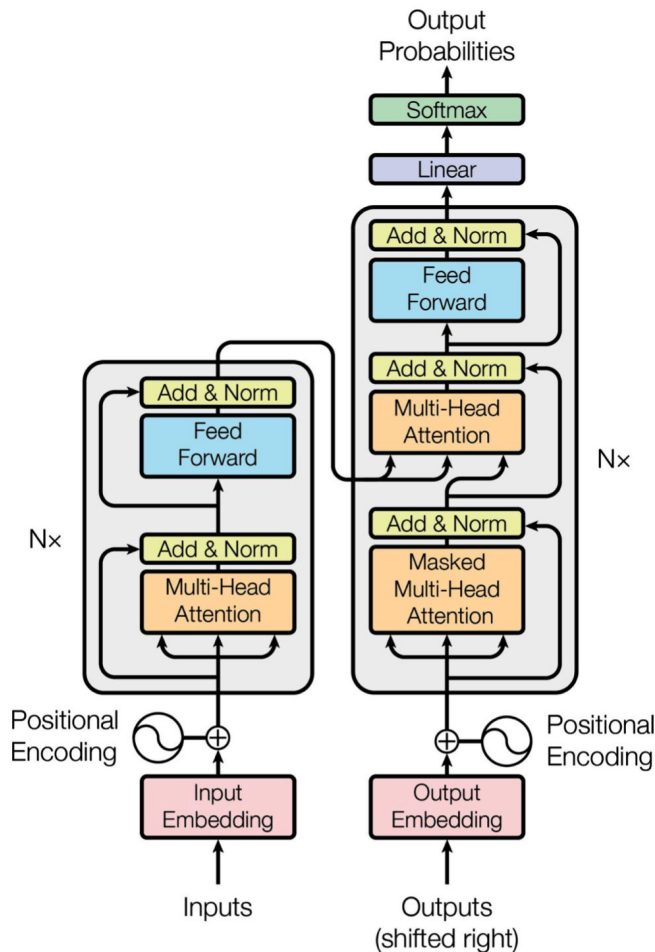 Output
Probabilities
Softmax
Linear
Add & Norm
Feed
Forward
Add & Norm
Multi-Head
Attention
Add & Norm
Masked
Multi-Head
Attention
Nx
Add & Norm
Feed
Forward
Add & Norm
Multi-Head
Attention
Nx
Positional
Encoding
Positional
Encoding
Input
Embedding
Output
Embedding
Inputs
Outputs
(shifted right)